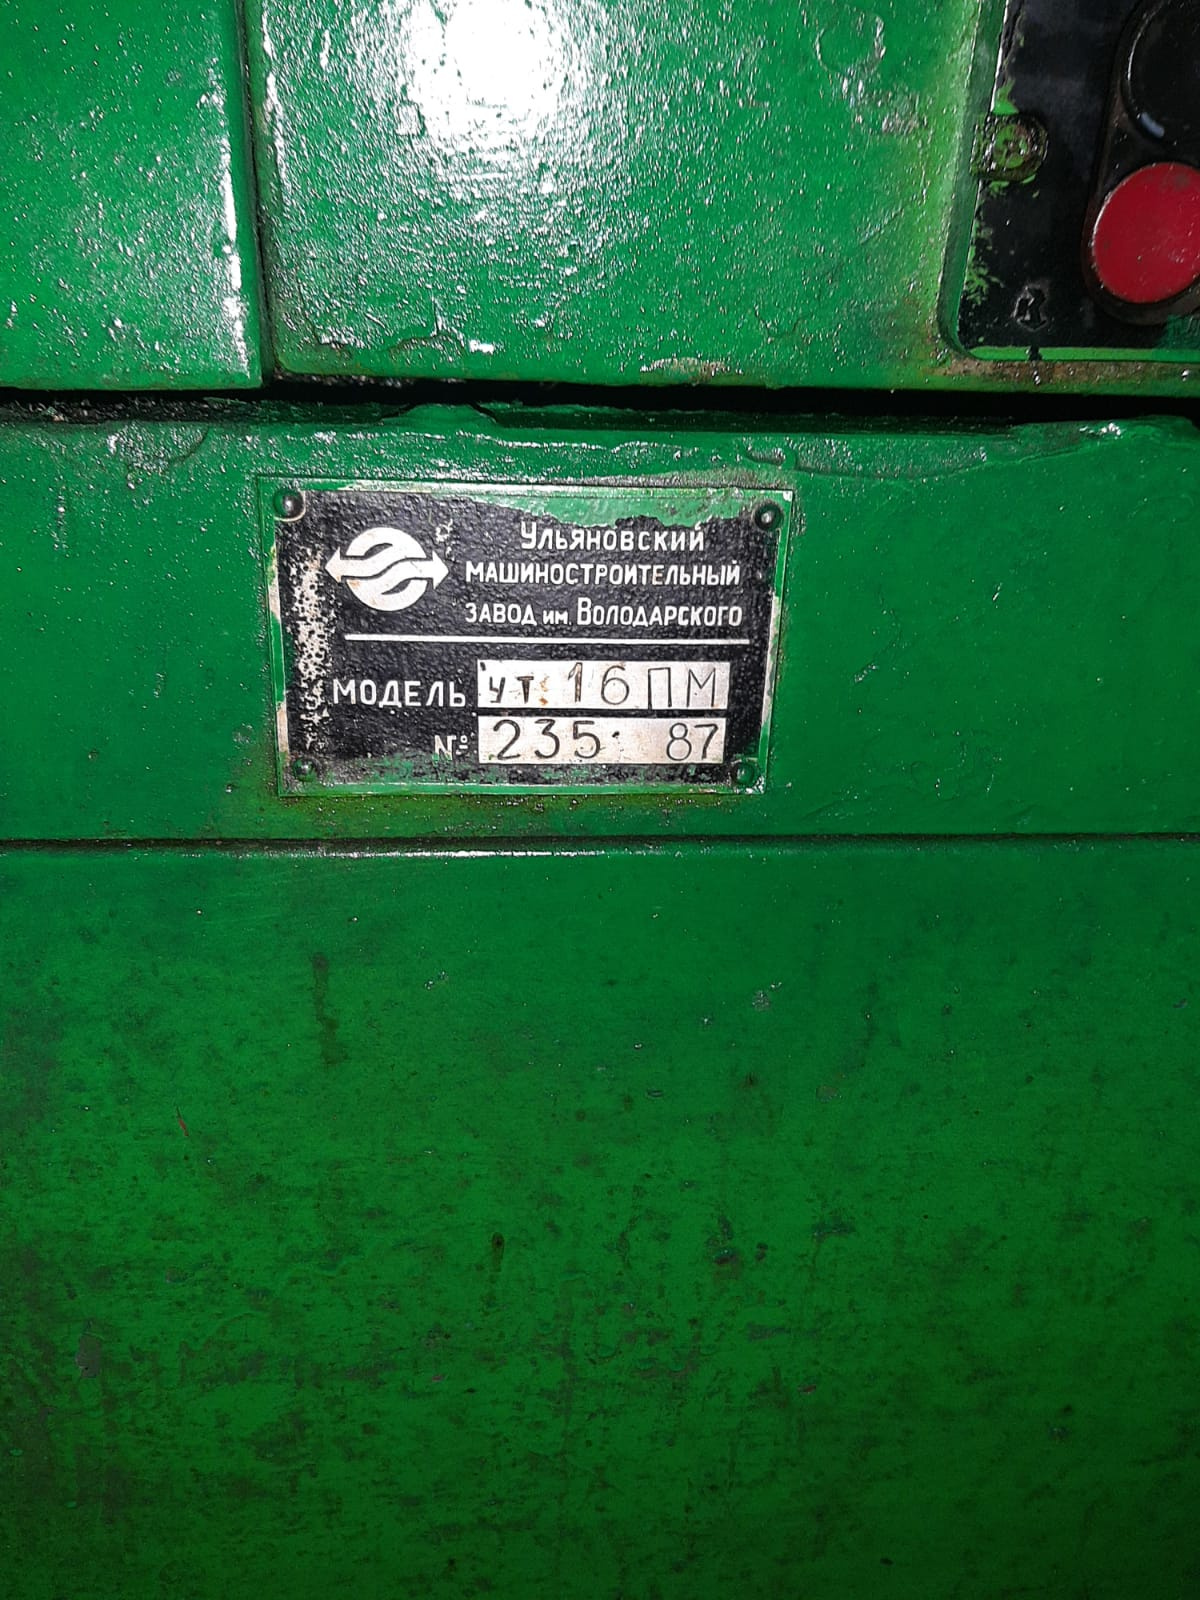 Ульяновский
машиностроительный
завод им. Володарского
Модель УТ 16ПМ
№ 235 87